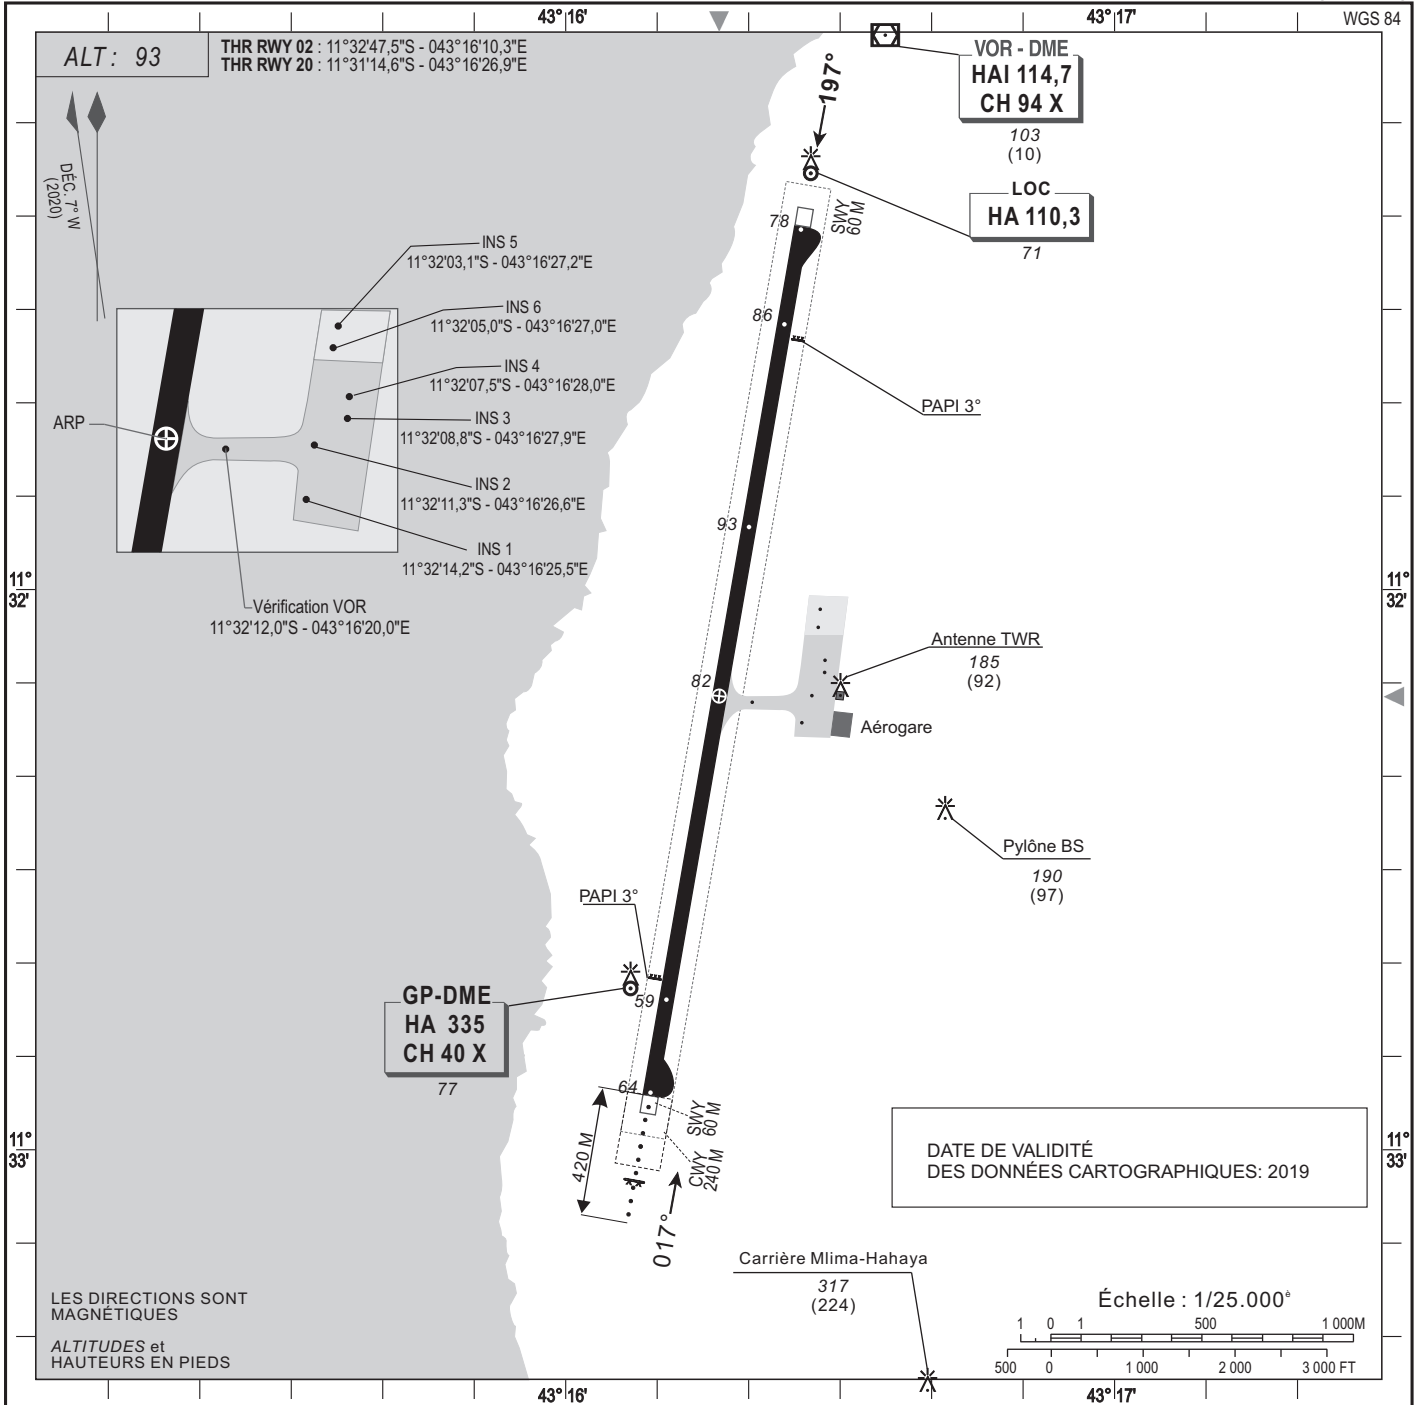 43°16'
43°17'
WGS 84
ALT : 93
THR RWY 02 : 11°32'47,5"S - 043°16'10,3"E
THR RWY 20 : 11°31'14,6"S - 043°16'26,9"E
VOR - DME
HAI 114,7
CH 94 X
103
(10)
197°
DÉC. 7° W
(2020)
LOC
HA 110,3
71
SWY
60 M
78
INS 5
11°32'03,1"S - 043°16'27,2"E
INS 6
11°32'05,0"S - 043°16'27,0"E
86
INS 4
11°32'07,5"S - 043°16'28,0"E
PAPI 3°
ARP
INS 3
11°32'08,8"S - 043°16'27,9"E
INS 2
11°32'11,3"S - 043°16'26,6"E
93
INS 1
11°32'14,2"S - 043°16'25,5"E
11°
32'
11°
32'
Vérification VOR
11°32'12,0"S - 043°16'20,0"E
Antenne TWR
185
(92)
82
Aérogare
Pylône BS
190
(97)
PAPI 3°
GP-DME
HA 335
CH 40 X
77
59
64
SWY
60 M
CWY
240 M
420 M
017°
11°
33'
11°
33'
DATE DE VALIDITÉ
DES DONNÉES CARTOGRAPHIQUES: 2019
Carrière Mlima-Hahaya
317
(224)
LES DIRECTIONS SONT
MAGNÉTIQUES
ALTITUDES et
HAUTEURS EN PIEDS
Échelle : 1/25.000è
1 0 1 500 1 000M
500 0 1 000 2 000 3 000 FT
43°16'
43°17'